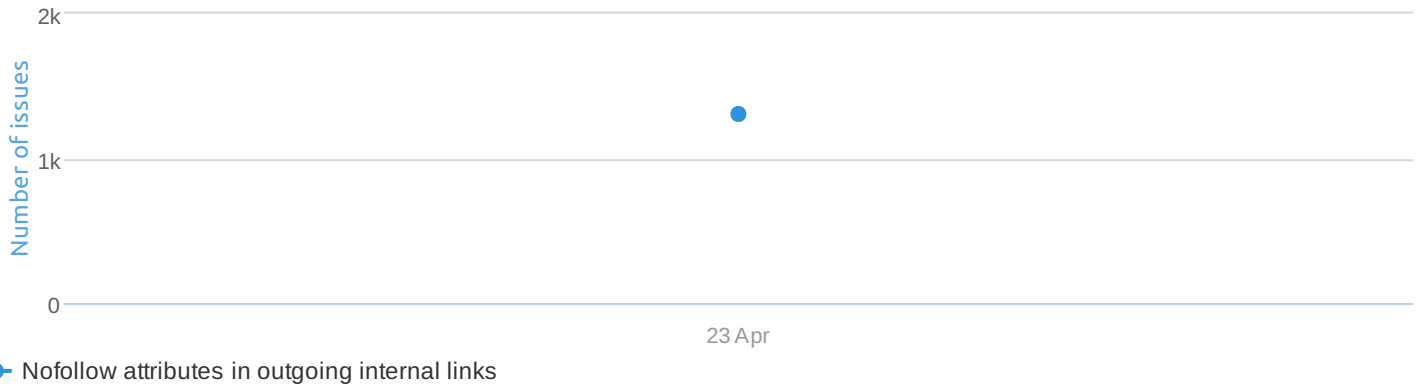 2k
Number of issues
1k
0
23 Apr
Nofollow attributes in outgoing internal links